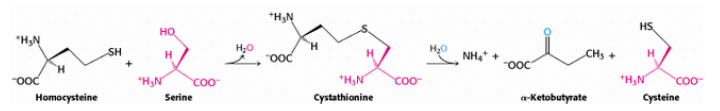 ⁺H₃N
SH
H
⁻OOC
Homocysteine
+
HO
H
⁺H₃N
COO⁻
Serine
H₂O
⁺H₃N
S
H
⁻OOC
H
⁺H₃N
COO⁻
Cystathionine
H₂O
NH₄⁺ +
O
⁻OOC
CH₃
α-Ketobutyrate
+
HS
H
⁺H₃N
COO⁻
Cysteine